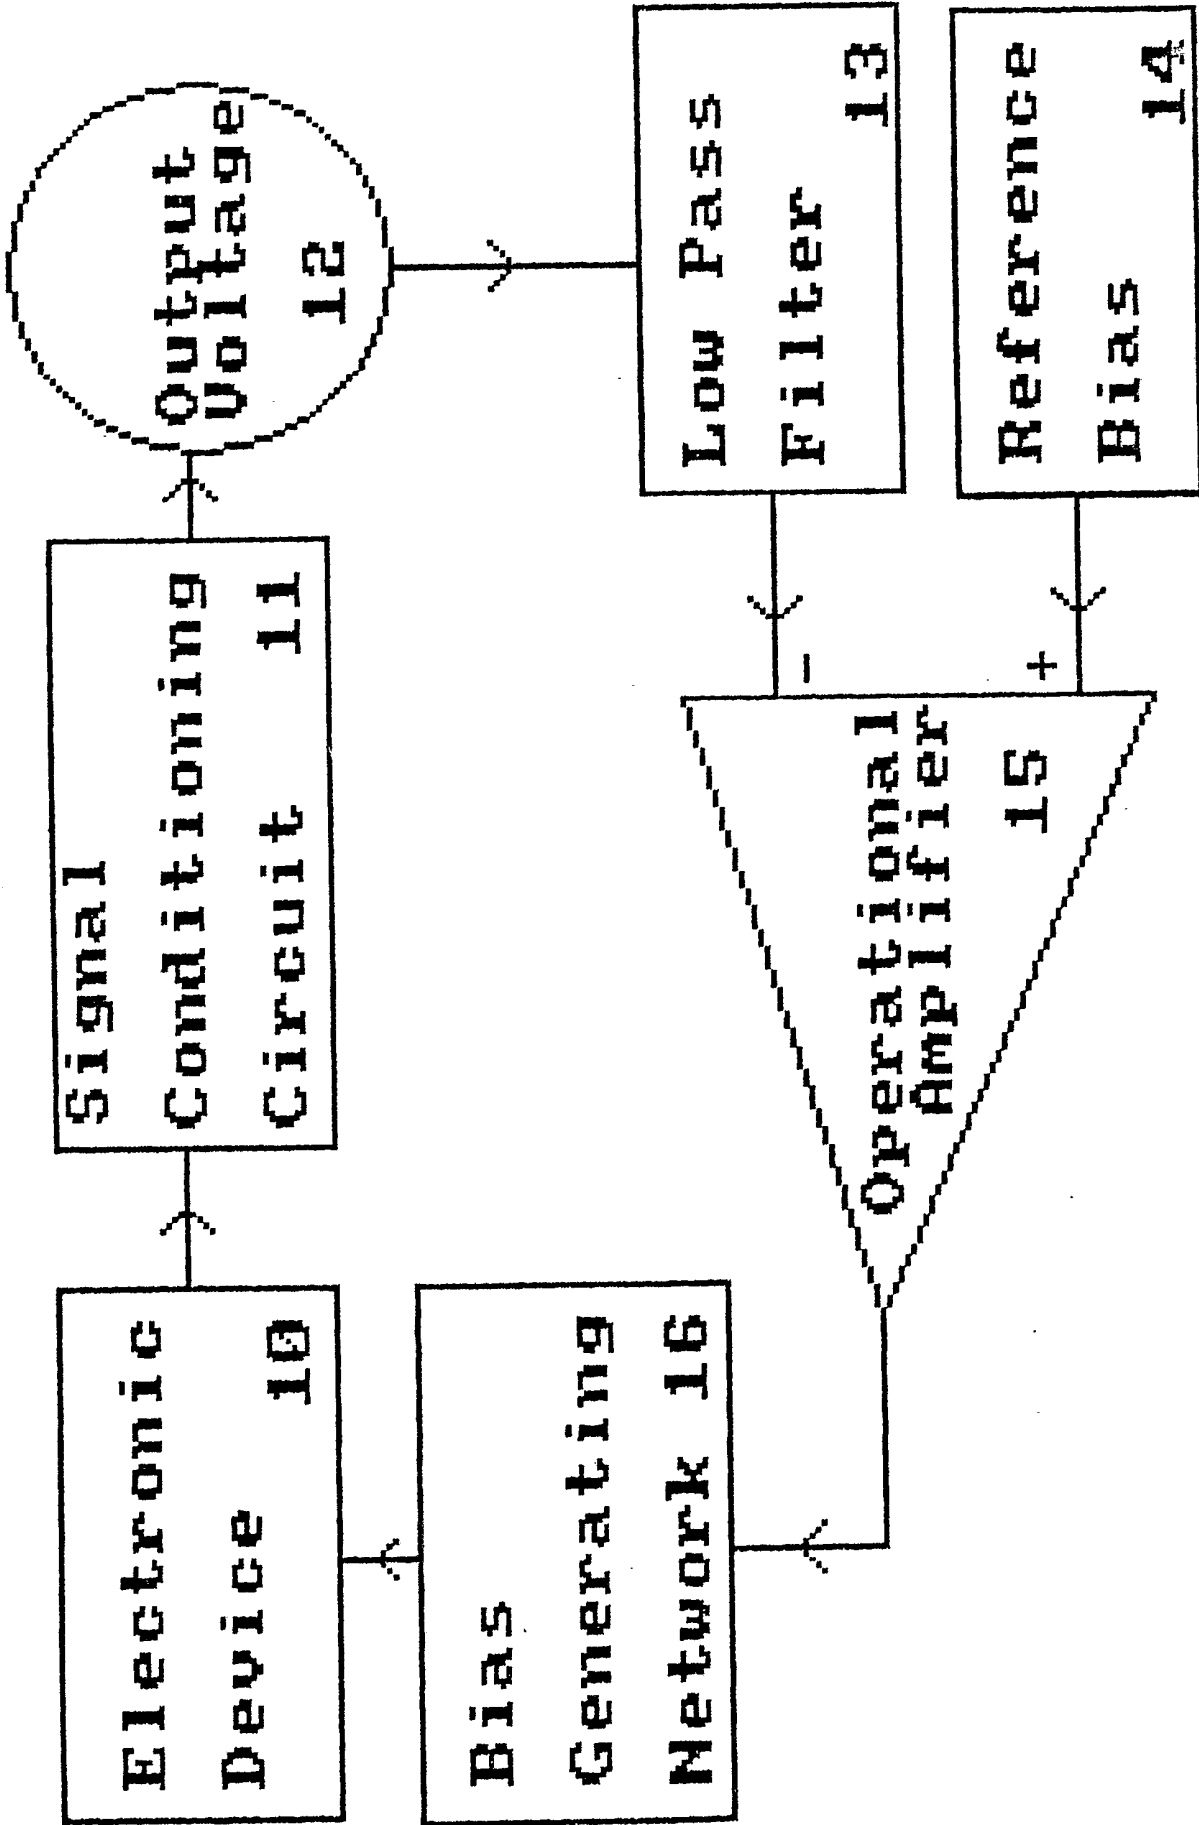 Electronic
Device
10
Signal
Conditioning
Circuit 11
Output
Voltage
12
Bias
Generating
Network 16
Operational
Amplifier
15
-
+
Low Pass
Filter
13
Reference
Bias
14